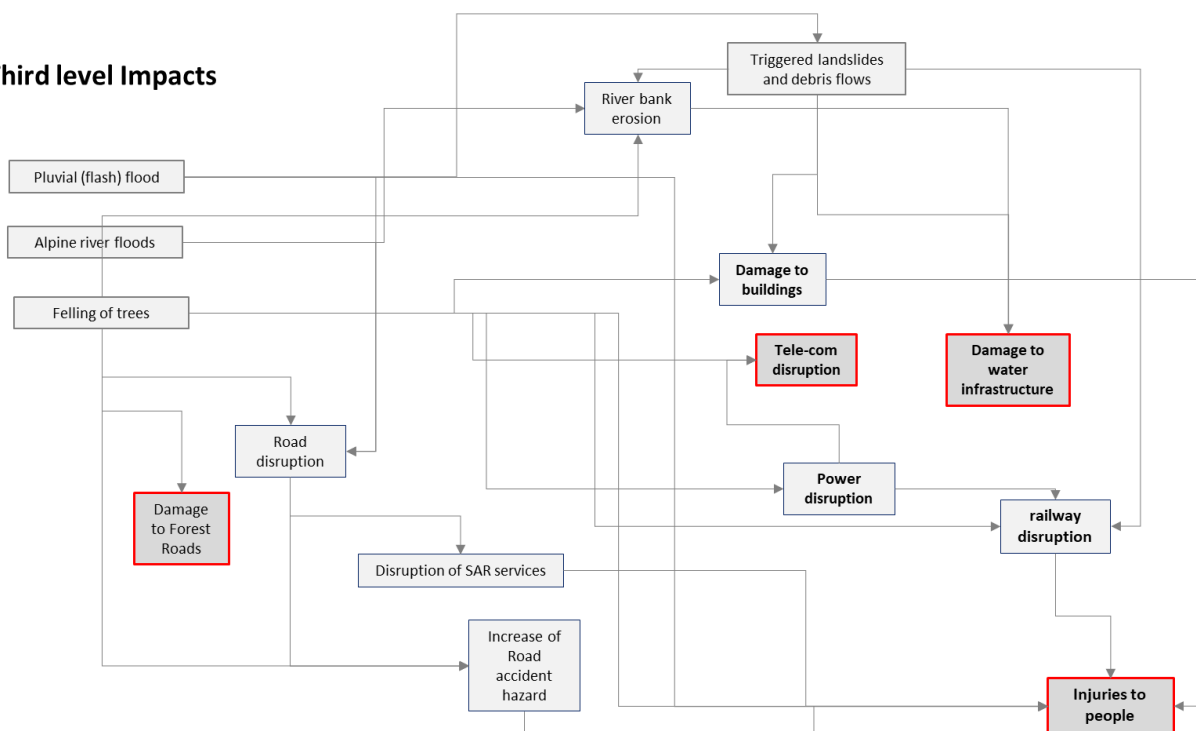 hird level Impacts
Triggered landslides
and debris flows
River bank
erosion
Pluvial (flash) flood
Alpine river floods
Damage to
buildings
Felling of trees
Tele-com
disruption
Damage to
water
infrastructure
Road
disruption
Power
disruption
Damage
to Forest
Roads
railway
disruption
Disruption of SAR services
Increase of
Road
accident
hazard
Injuries to
people